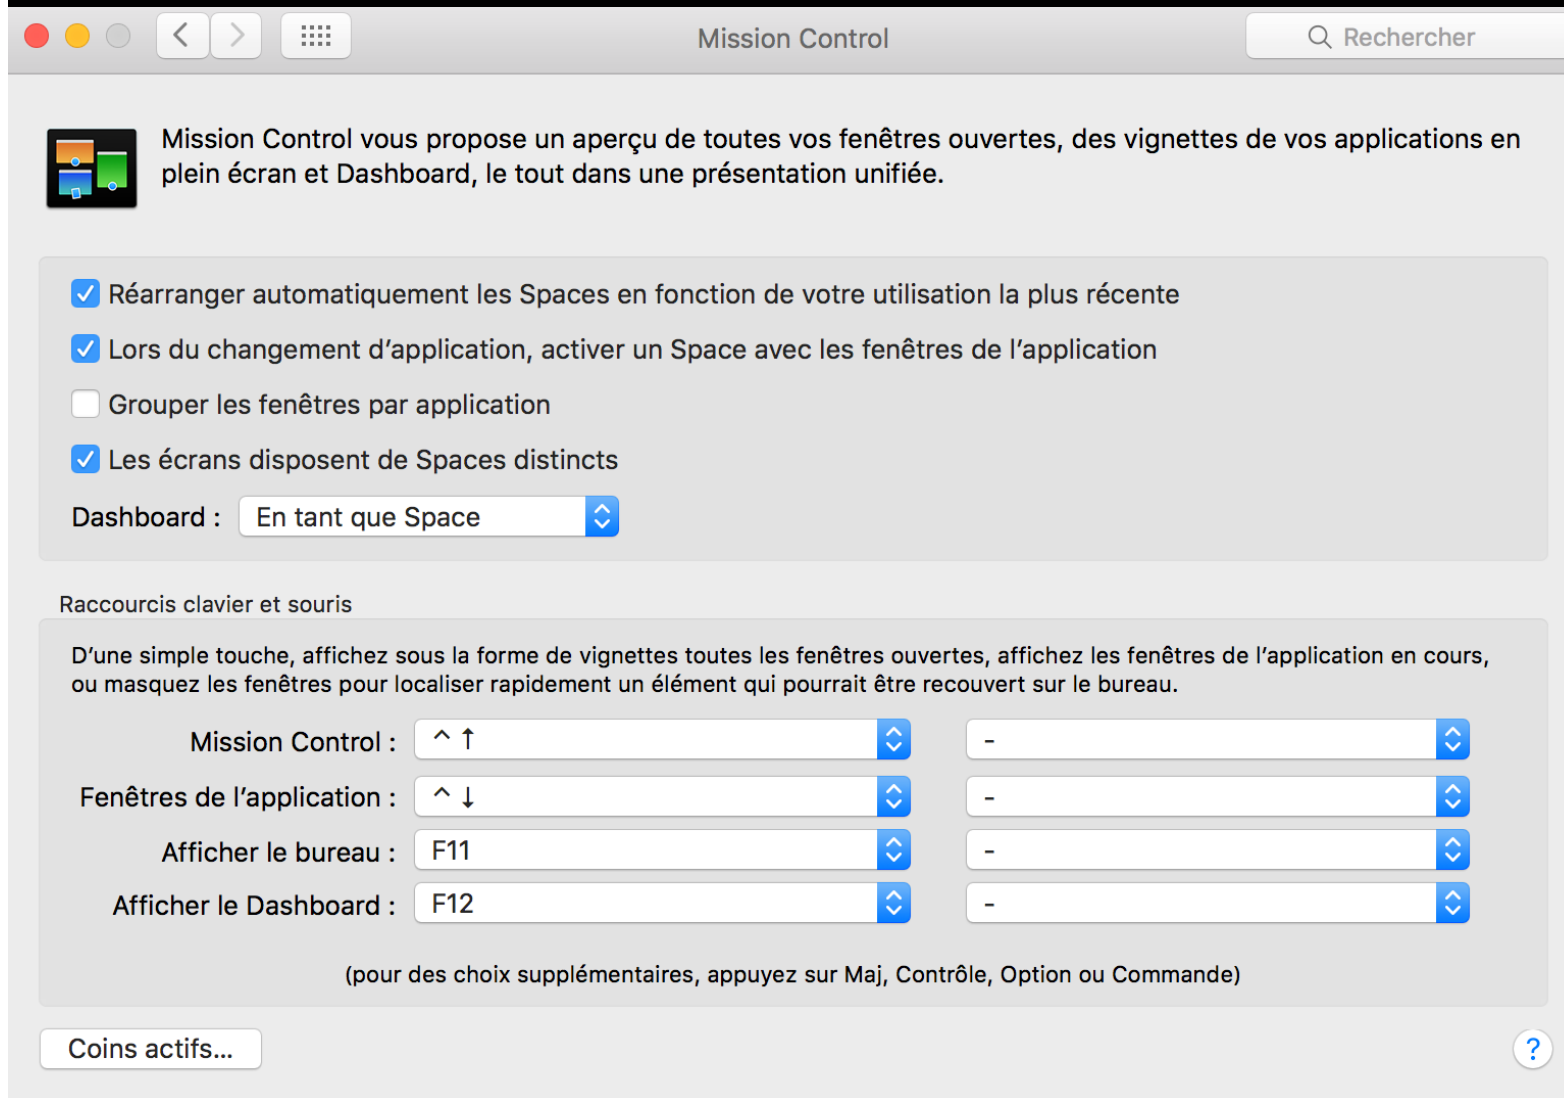 Mission Control
Rechercher
Mission Control vous propose un aperçu de toutes vos fenêtres ouvertes, des vignettes de vos applications en
plein écran et Dashboard, le tout dans une présentation unifiée.
Réarranger automatiquement les Spaces en fonction de votre utilisation la plus récente
Lors du changement d’application, activer un Space avec les fenêtres de l’application
Grouper les fenêtres par application
Les écrans disposent de Spaces distincts
Dashboard : En tant que Space
Raccourcis clavier et souris
D’une simple touche, affichez sous la forme de vignettes toutes les fenêtres ouvertes, affichez les fenêtres de l’application en cours,
ou masquez les fenêtres pour localiser rapidement un élément qui pourrait être recouvert sur le bureau.
Mission Control : ^ ↑ -
Fenêtres de l’application : ^ ↓ -
Afficher le bureau : F11 -
Afficher le Dashboard : F12 -
(pour des choix supplémentaires, appuyez sur Maj, Contrôle, Option ou Commande)
Coins actifs...
?